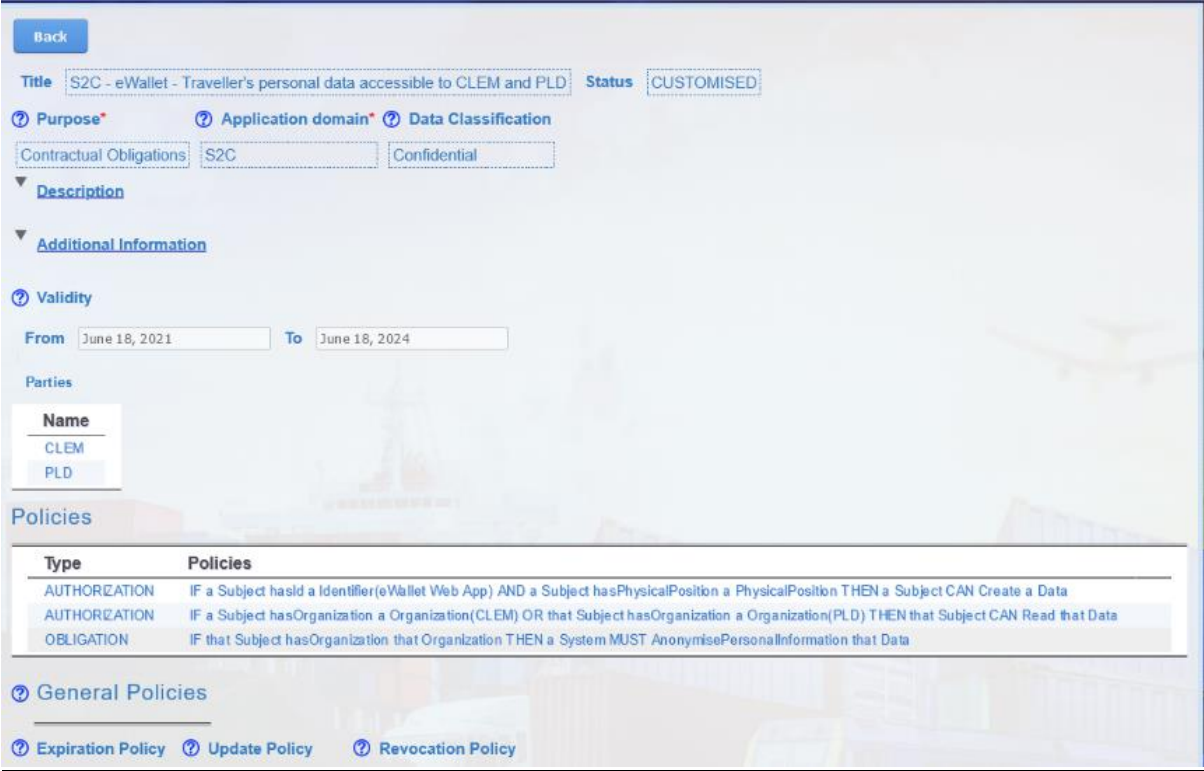 Back
Title S2C - eWallet - Traveller's personal data accessible to CLEM and PLD Status CUSTOMISED
? Purpose* ? Application domain* ? Data Classification
Contractual Obligations S2C Confidential
Description
Additional Information
? Validity
From June 18, 2021 To June 18, 2024
Parties
Name
CLEM
PLD
Policies
Type Policies
AUTHORIZATION IF a Subject hasId a Identifier(eWallet Web App) AND a Subject hasPhysicalPosition a PhysicalPosition THEN a Subject CAN Create a Data
AUTHORIZATION IF a Subject hasOrganization a Organization(CLEM) OR that Subject hasOrganization a Organization(PLD) THEN that Subject CAN Read that Data
OBLIGATION IF that Subject hasOrganization that Organization THEN a System MUST AnonymisePersonalInformation that Data
? General Policies
? Expiration Policy ? Update Policy ? Revocation Policy